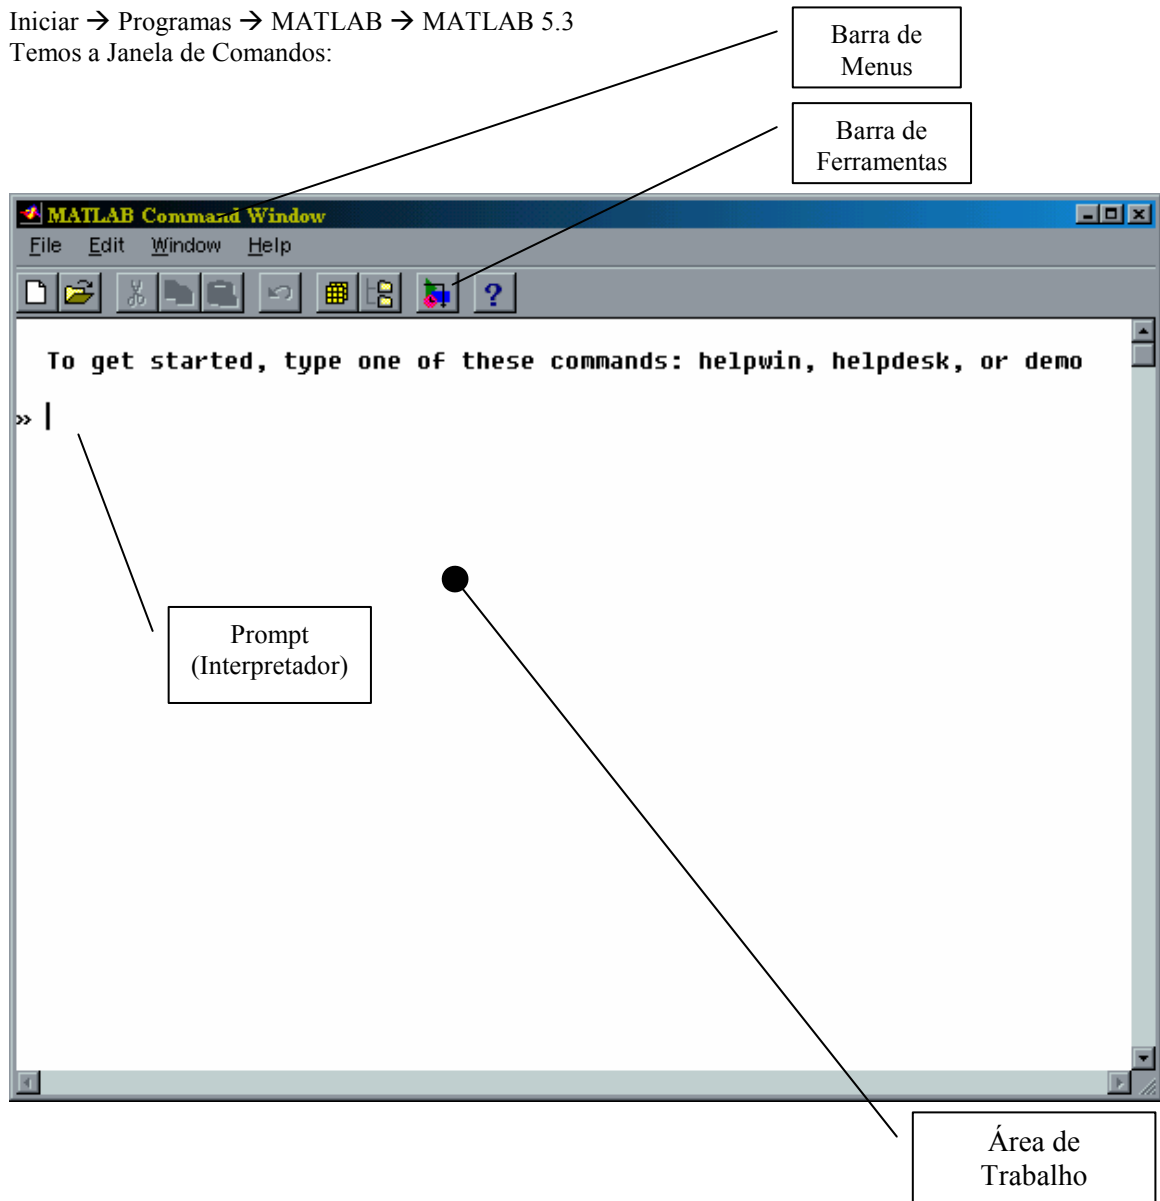 Iniciar → Programas → MATLAB → MATLAB 5.3
Temos a Janela de Comandos:
Barra de
Menus
Barra de
Ferramentas
MATLAB Command Window
File Edit Window Help
?
To get started, type one of these commands: helpwin, helpdesk, or demo
»
Prompt
(Interpretador)
Área de
Trabalho